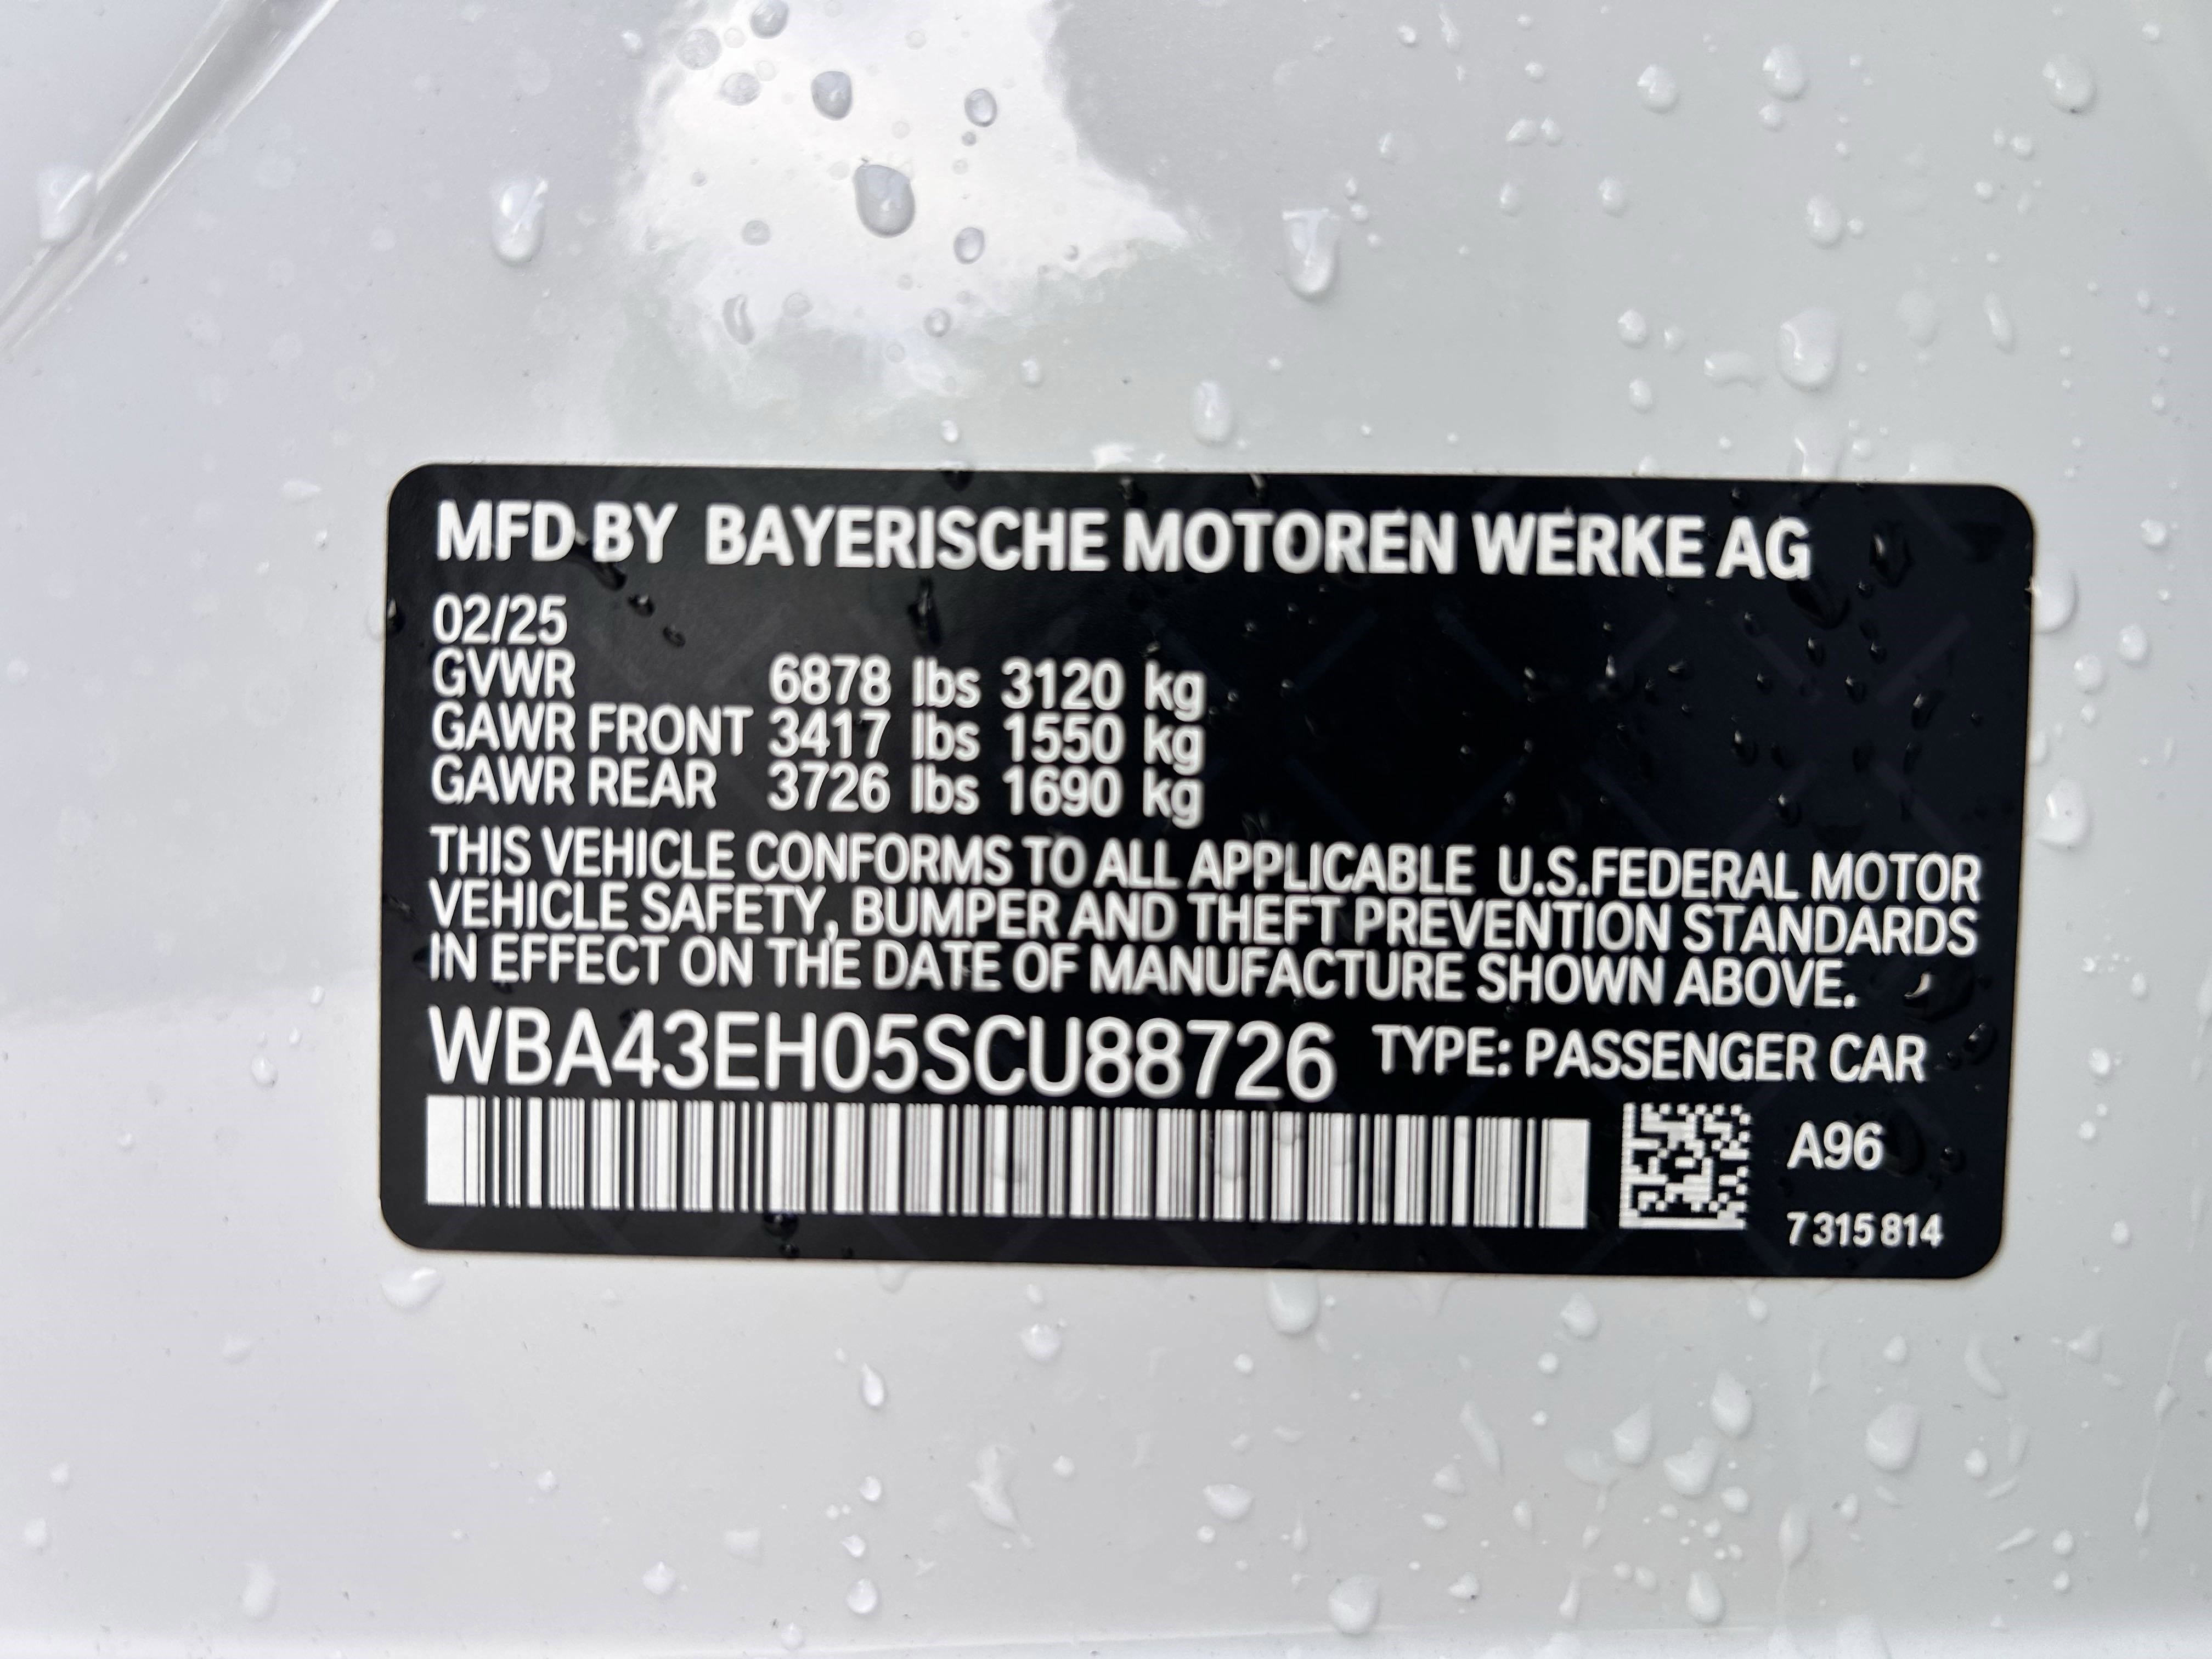 MFD BY BAYERISCHE MOTOREN WERKE AG
02/25
GVWR 6878 lbs 3120 kg
GAWR FRONT 3417 lbs 1550 kg
GAWR REAR 3726 lbs 1690 kg
THIS VEHICLE CONFORMS TO ALL APPLICABLE U.S.FEDERAL MOTOR
VEHICLE SAFETY, BUMPER AND THEFT PREVENTION STANDARDS
IN EFFECT ON THE DATE OF MANUFACTURE SHOWN ABOVE.
WBA43EH05SCU88726 TYPE: PASSENGER CAR
A96
7 315 814